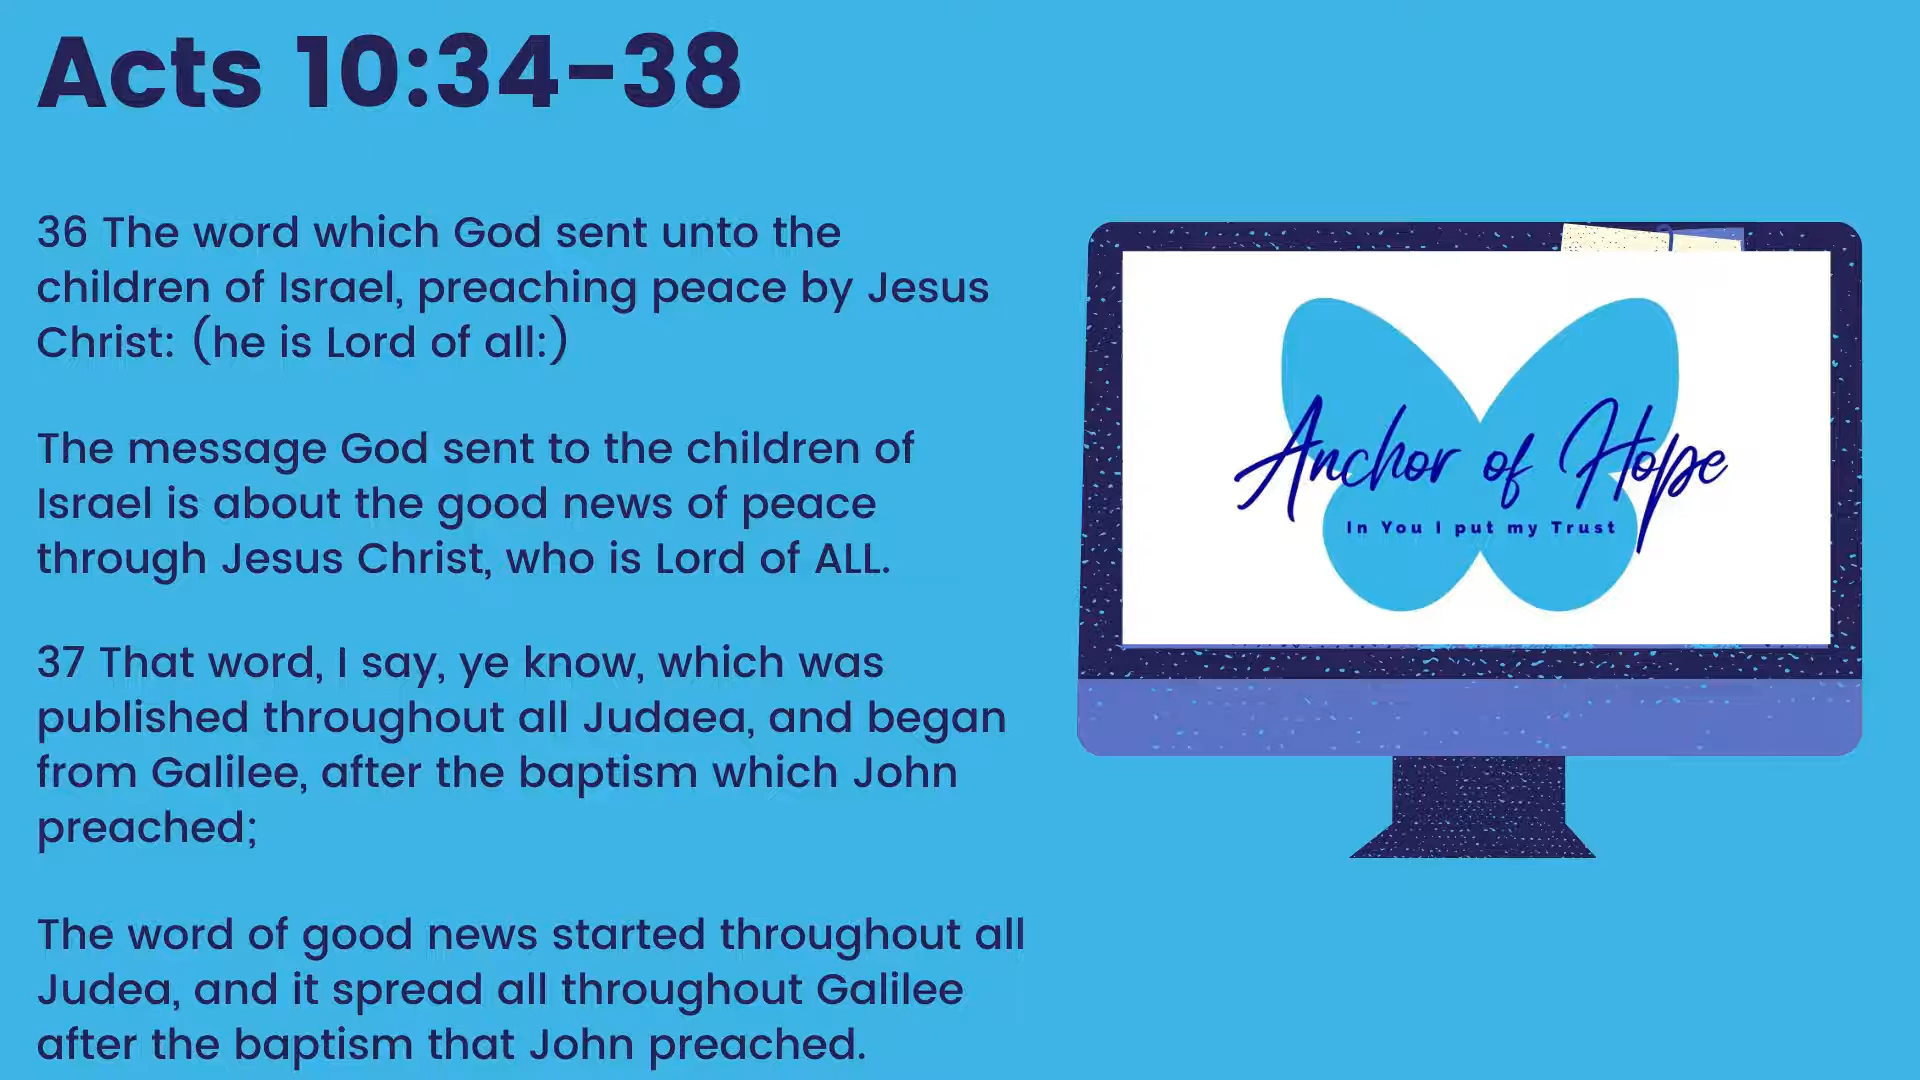 Acts 10:34-38
36 The word which God sent unto the
children of Israel, preaching peace by Jesus
Christ: (he is Lord of all:)
The message God sent to the children of
Israel is about the good news of peace
through Jesus Christ, who is Lord of ALL.
37 That word, I say, ye know, which was
published throughout all Judaea, and began
from Galilee, after the baptism which John
preached;
The word of good news started throughout all
Judea, and it spread all throughout Galilee
after the baptism that John preached.
Anchor of Hope
In You I put my Trust